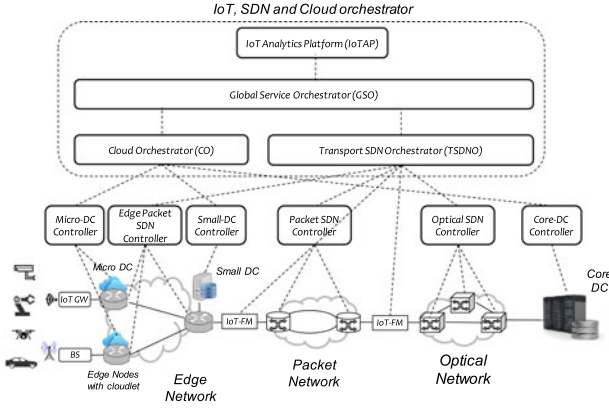 IoT, SDN and Cloud orchestrator
IoT Analytics Platform (IoTAP)
Global Service Orchestrator (GSO)
Cloud Orchestrator (CO)
Transport SDN Orchestrator (TSDNO)
Micro-DC
Controller
Edge Packet
SDN
Controller
Small-DC
Controller
Packet SDN
Controller
Optical SDN
Controller
Core-DC
Controller
Micro DC
Small DC
Core
DC
IoT GW
IoT-FM
IoT-FM
BS
Edge Nodes
with cloudlet
Edge
Network
Packet
Network
Optical
Network